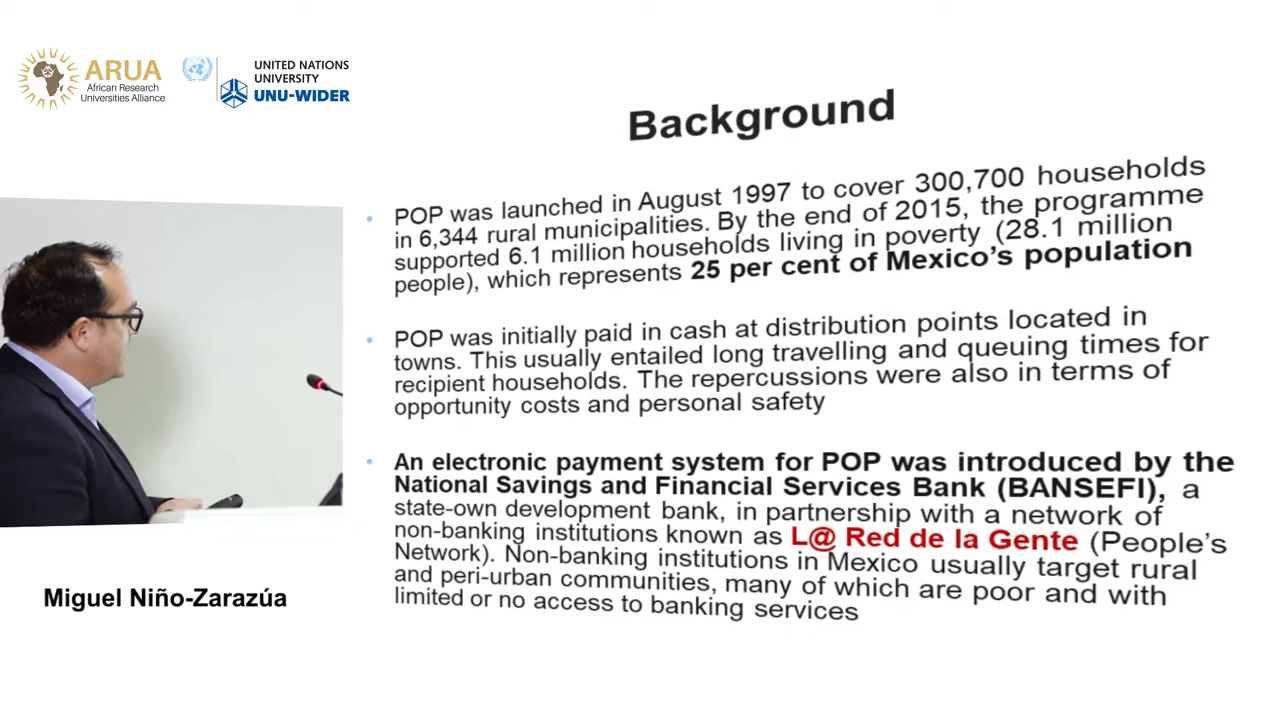 ARUA
African Research
Universities Alliance
UNITED NATIONS
UNIVERSITY
UNU-WIDER
Background
POP was launched in August 1997 to cover 300,700 households
in 6,344 rural municipalities. By the end of 2015, the programme
supported 6.1 million households living in poverty (28.1 million
people), which represents 25 per cent of Mexico's population
POP was initially paid in cash at distribution points located in
towns. This usually entailed long travelling and queuing times for
recipient households. The repercussions were also in terms of
opportunity costs and personal safety
An electronic payment system for POP was introduced by the
National Savings and Financial Services Bank (BANSEFI), a
state-own development bank, in partnership with a network of
non-banking institutions known as L@ Red de la Gente (People's
Network). Non-banking institutions in Mexico usually target rural
and peri-urban communities, many of which are poor and with
limited or no access to banking services
Miguel Niño-Zarazúa